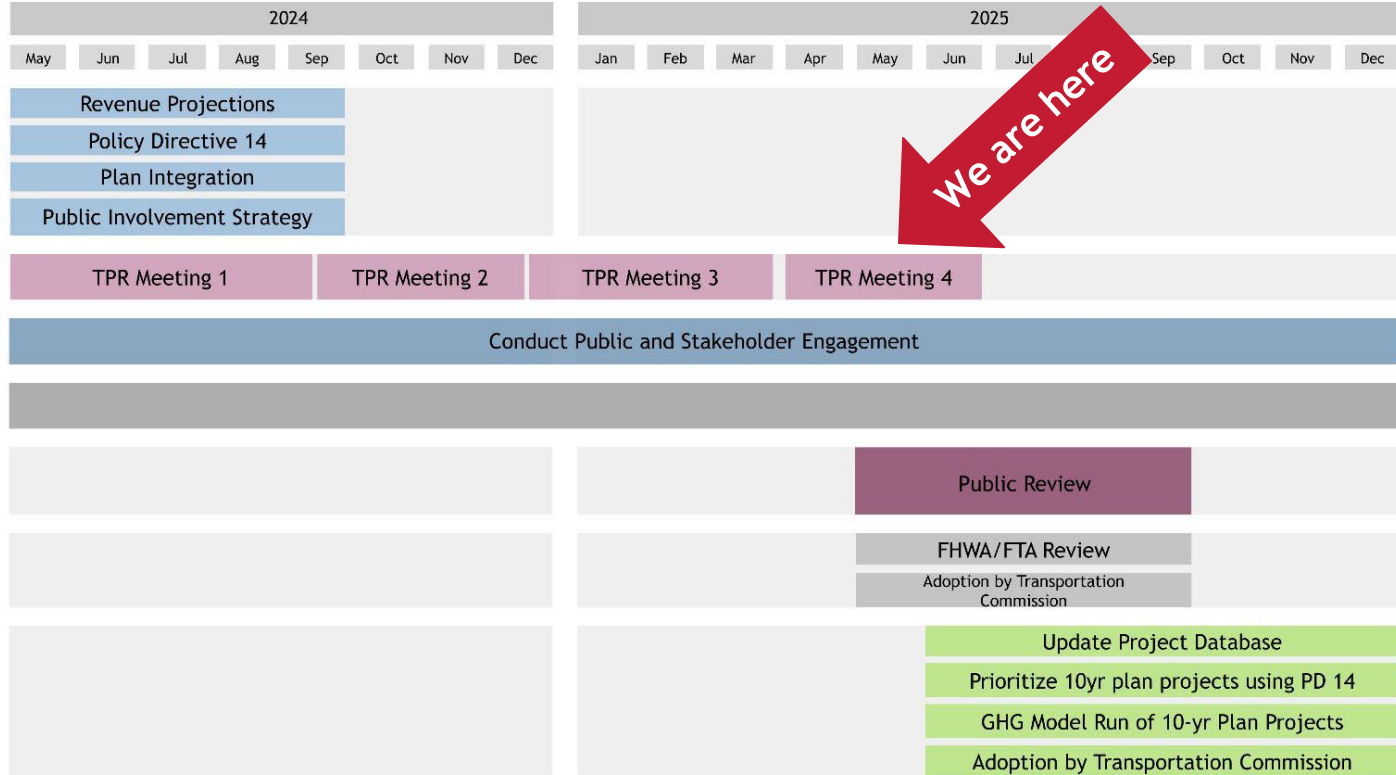 2024
2025
May Jun Jul Aug Sep Oct Nov Dec Jan Feb Mar Apr May Jun Jul Sep Oct Nov Dec
We are here
Revenue Projections
Policy Directive 14
Plan Integration
Public Involvement Strategy
TPR Meeting 1
TPR Meeting 2
TPR Meeting 3
TPR Meeting 4
Conduct Public and Stakeholder Engagement
Public Review
FHWA/FTA Review
Adoption by Transportation
Commission
Update Project Database
Prioritize 10yr plan projects using PD 14
GHG Model Run of 10-yr Plan Projects
Adoption by Transportation Commission